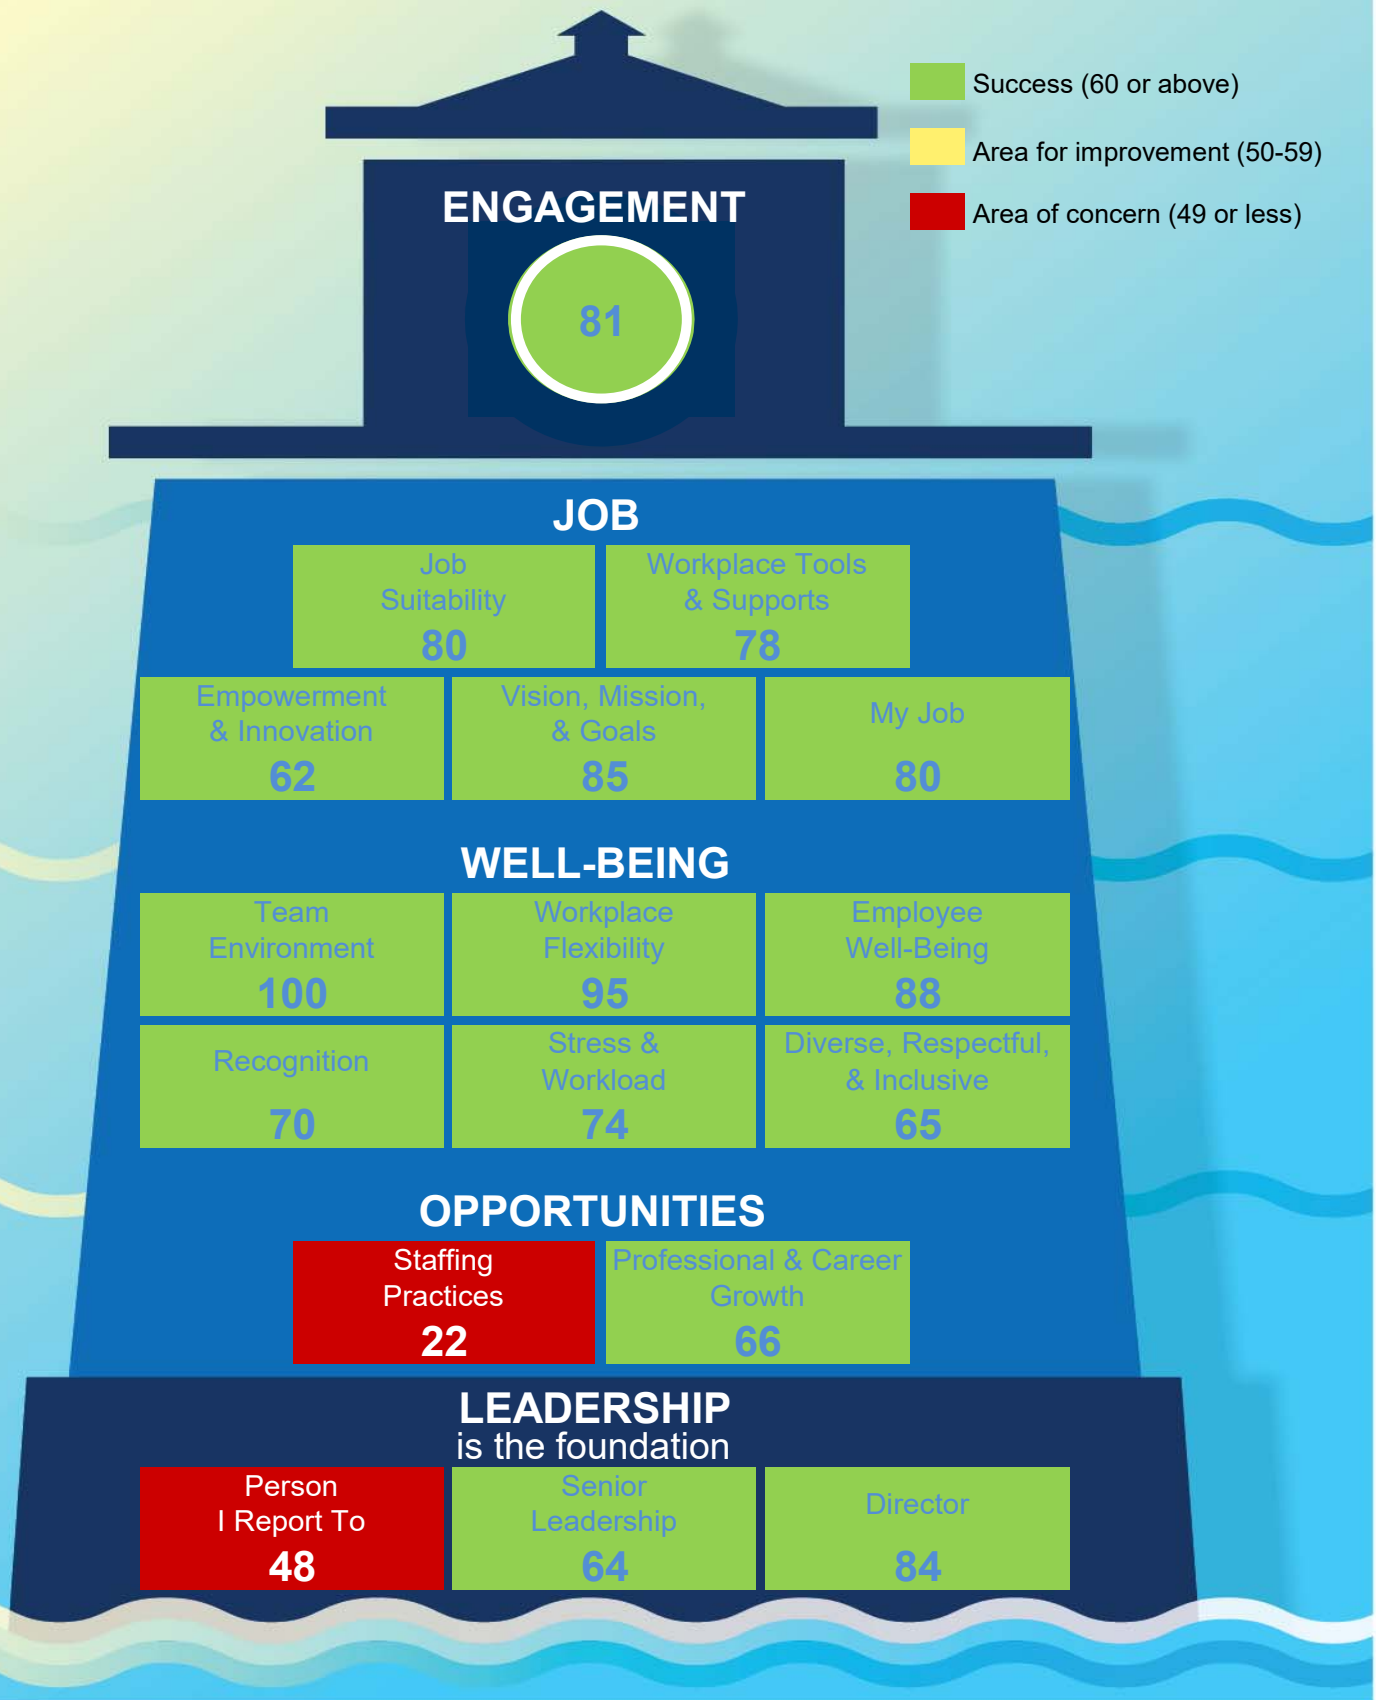 Success (60 or above)
Area for improvement (50-59)
Area of concern (49 or less)
ENGAGEMENT
81
JOB
Job
Suitability
80
Workplace Tools
& Supports
78
Empowerment
& Innovation
62
Vision, Mission,
& Goals
85
My Job
80
WELL-BEING
Team
Environment
100
Workplace
Flexibility
95
Employee
Well-Being
88
Recognition
70
Stress &
Workload
74
Diverse, Respectful,
& Inclusive
65
OPPORTUNITIES
Staffing
Practices
22
Professional & Career
Growth
66
LEADERSHIP
is the foundation
Person
I Report To
48
Senior
Leadership
64
Director
84